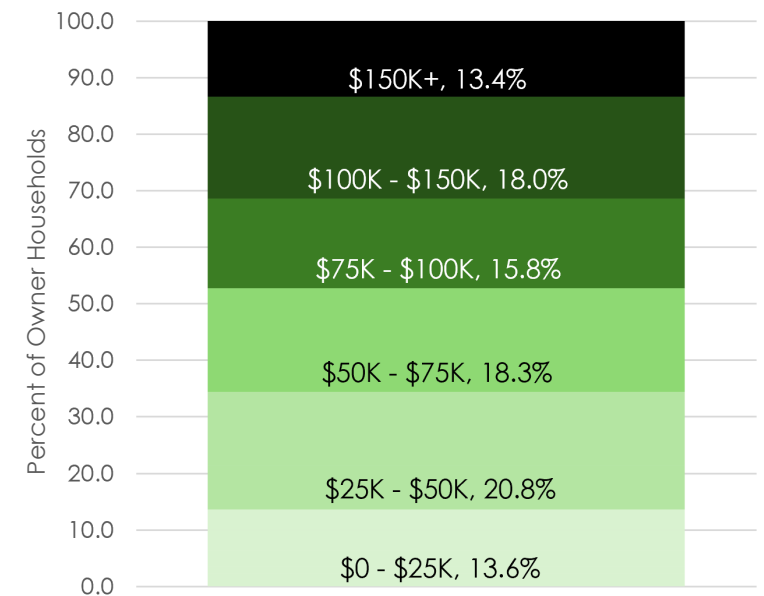 Percent of Owner Households
100.0
90.0
80.0
70.0
60.0
50.0
40.0
30.0
20.0
10.0
0.0
$150K+, 13.4%
$100K - $150K, 18.0%
$75K - $100K, 15.8%
$50K - $75K, 18.3%
$25K - $50K, 20.8%
$0 - $25K, 13.6%